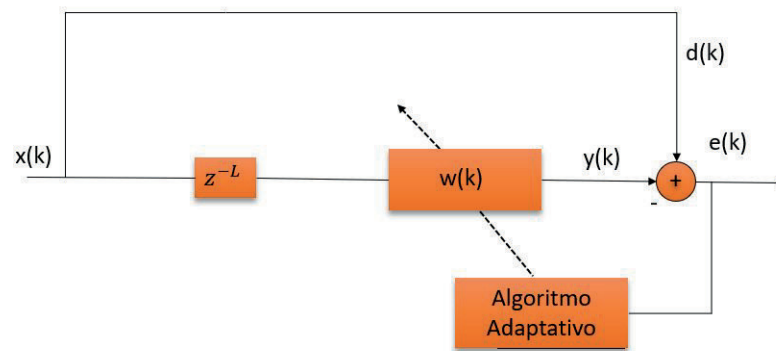 d(k)
x(k)
e(k)
y(k)
z^{-L}
w(k)
+
-
Algoritmo
Adaptativo